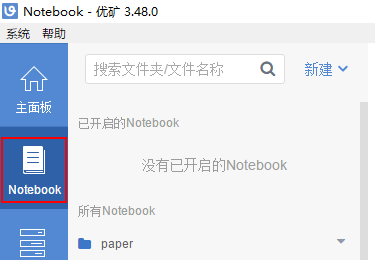 Notebook - 优矿 3.48.0
系统 帮助
搜索文件夹/文件名称
新建
主面板
已开启的Notebook
没有已开启的Notebook
Notebook
所有Notebook
paper